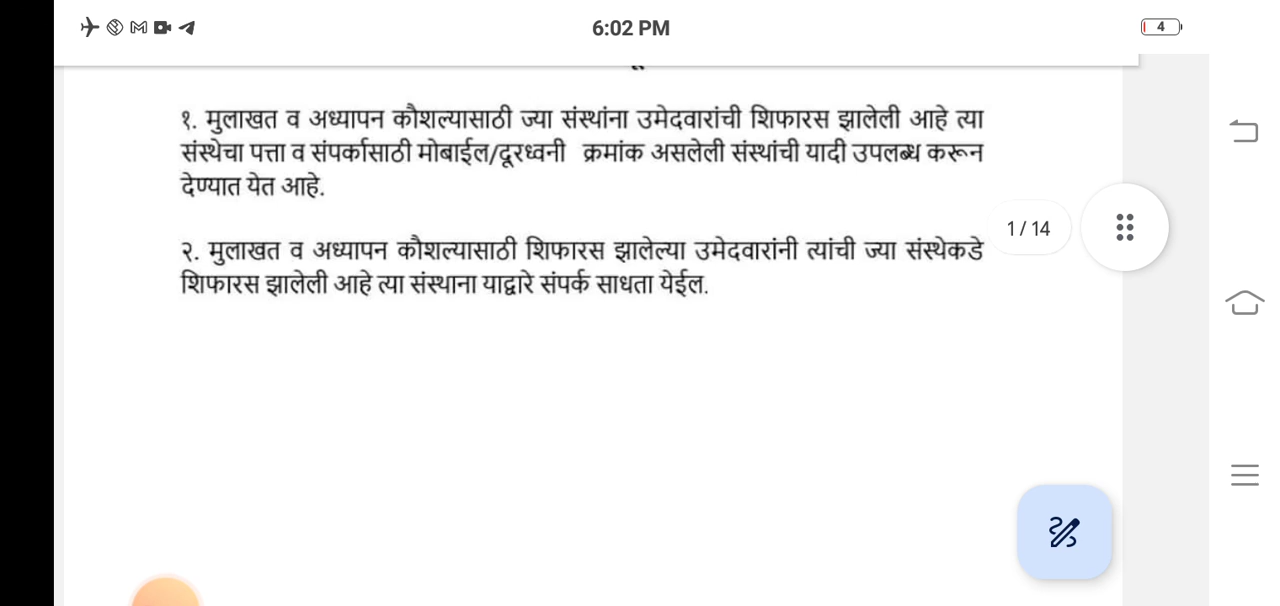 6:02 PM
4
१. मुलाखत व अध्यापन कौशल्यासाठी ज्या संस्थांना उमेदवारांची शिफारस झालेली आहे त्या
संस्थेचा पत्ता व संपर्कासाठी मोबाईल/दूरध्वनी क्रमांक असलेली संस्थांची यादी उपलब्ध करून
देण्यात येत आहे.
1 / 14
२. मुलाखत व अध्यापन कौशल्यासाठी शिफारस झालेल्या उमेदवारांनी त्यांची ज्या संस्थेकडे
शिफारस झालेली आहे त्या संस्थाना याद्वारे संपर्क साधता येईल.